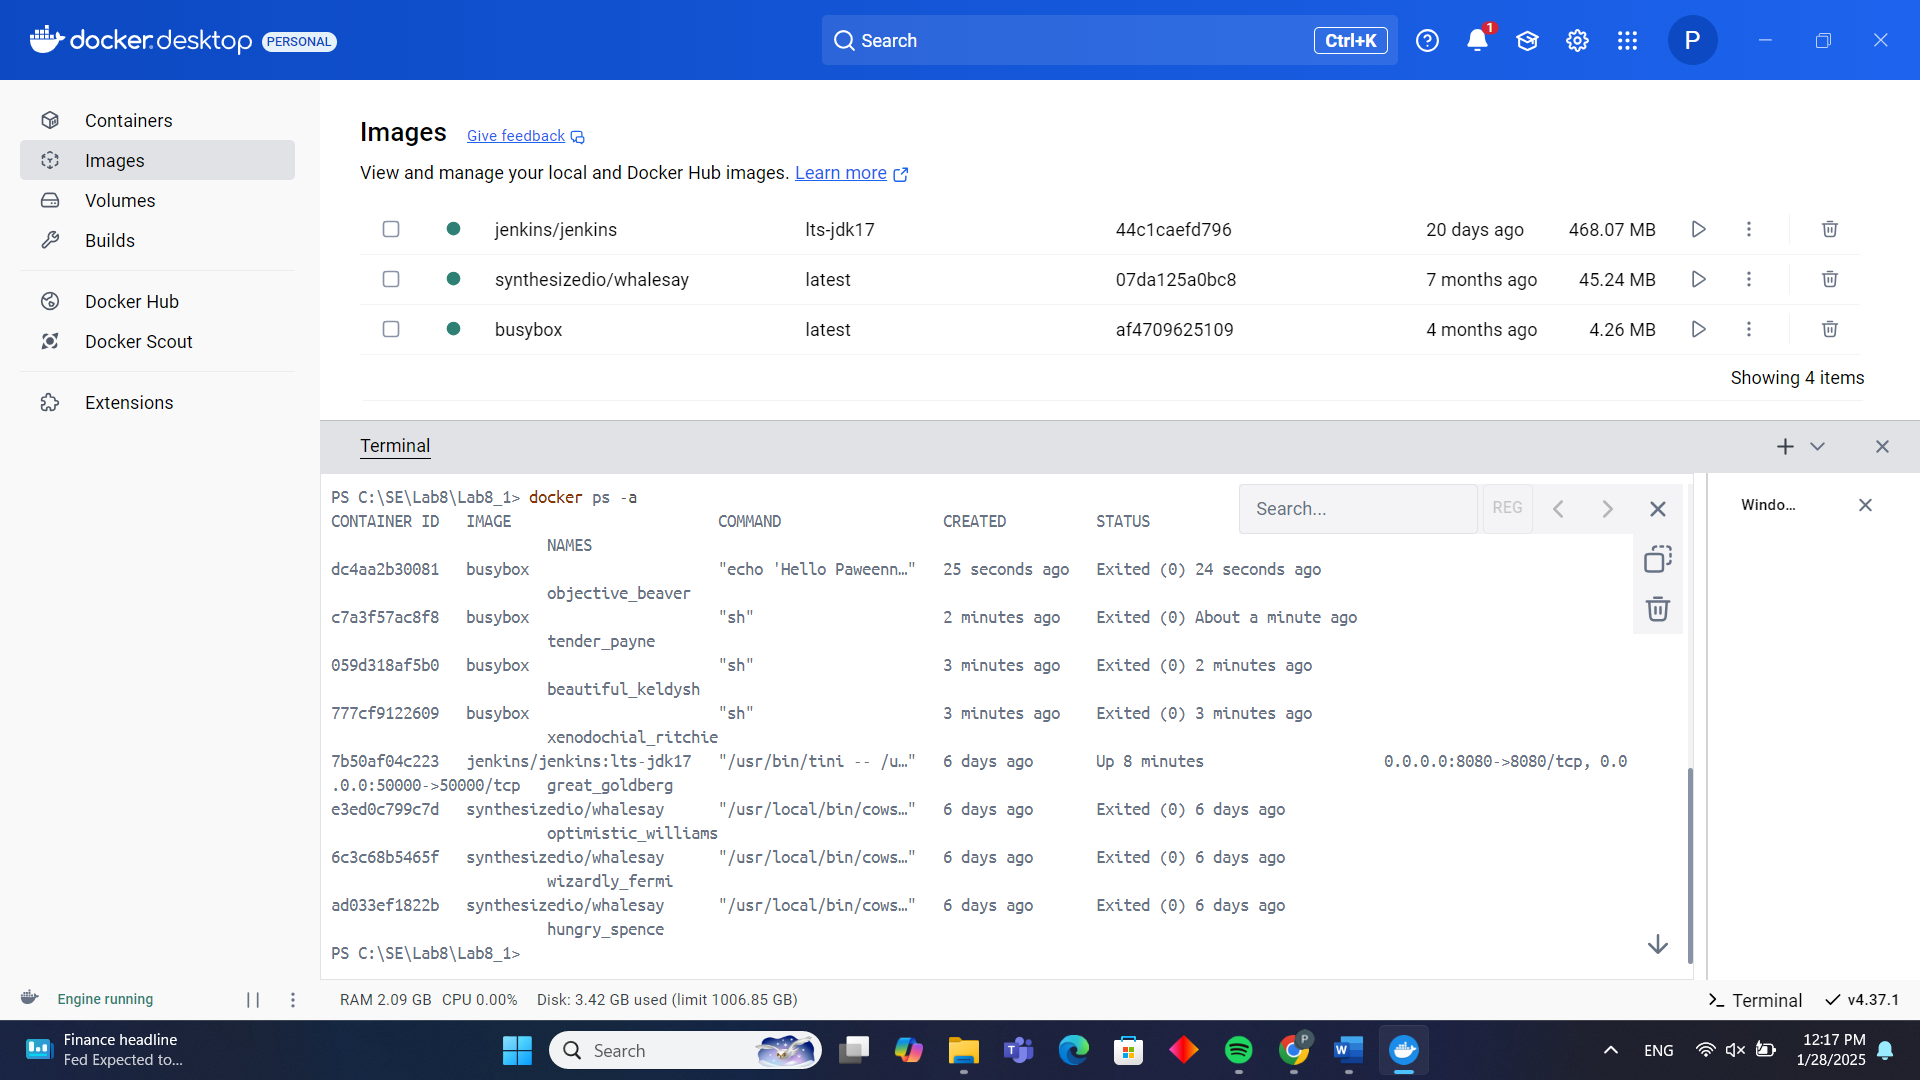 docker.desktop PERSONAL
Search Ctrl+K
1
P
Containers
Images
Volumes
Builds
Docker Hub
Docker Scout
Extensions
Images Give feedback
View and manage your local and Docker Hub images. Learn more
jenkins/jenkins lts-jdk17 44c1caefd796 20 days ago 468.07 MB
synthesizedio/whalesay latest 07da125a0bc8 7 months ago 45.24 MB
busybox latest af4709625109 4 months ago 4.26 MB
Showing 4 items
Terminal
PS C:\SE\Lab8\Lab8_1> docker ps -a
CONTAINER ID IMAGE COMMAND CREATED STATUS
NAMES
dc4aa2b30081 busybox "echo 'Hello Paweenn…" 25 seconds ago Exited (0) 24 seconds ago
objective_beaver
c7a3f57ac8f8 busybox "sh" 2 minutes ago Exited (0) About a minute ago
tender_payne
059d318af5b0 busybox "sh" 3 minutes ago Exited (0) 2 minutes ago
beautiful_keldysh
777cf9122609 busybox "sh" 3 minutes ago Exited (0) 3 minutes ago
xenodochial_ritchie
7b50af04c223 jenkins/jenkins:lts-jdk17 "/usr/bin/tini -- /u…" 6 days ago Up 8 minutes 0.0.0.0:8080->8080/tcp, 0.0
.0.0:50000->50000/tcp great_goldberg
e3ed0c799c7d synthesizedio/whalesay "/usr/local/bin/cows…" 6 days ago Exited (0) 6 days ago
optimistic_williams
6c3c68b5465f synthesizedio/whalesay "/usr/local/bin/cows…" 6 days ago Exited (0) 6 days ago
wizardly_fermi
ad033ef1822b synthesizedio/whalesay "/usr/local/bin/cows…" 6 days ago Exited (0) 6 days ago
hungry_spence
PS C:\SE\Lab8\Lab8_1>
Search... REG
Windo...
Engine running
RAM 2.09 GB CPU 0.00% Disk: 3.42 GB used (limit 1006.85 GB)
Terminal v4.37.1
Finance headline
Fed Expected to...
Search
P
ENG
12:17 PM
1/28/2025